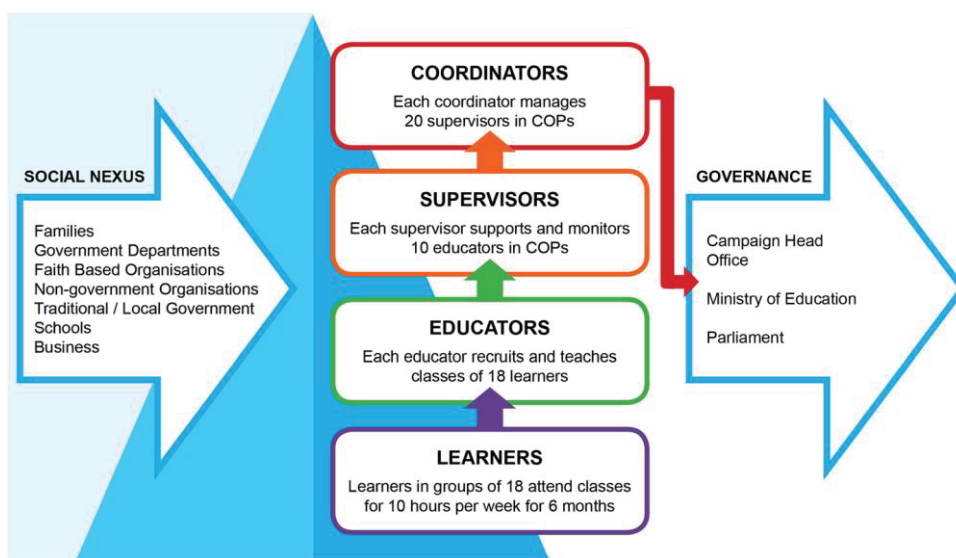 SOCIAL NEXUS
Families
Government Departments
Faith Based Organisations
Non-government Organisations
Traditional / Local Government
Schools
Business
COORDINATORS
Each coordinator manages
20 supervisors in COPs
SUPERVISORS
Each supervisor supports and monitors
10 educators in COPs
EDUCATORS
Each educator recruits and teaches
classes of 18 learners
LEARNERS
Learners in groups of 18 attend classes
for 10 hours per week for 6 months
GOVERNANCE
Campaign Head
Office
Ministry of Education
Parliament